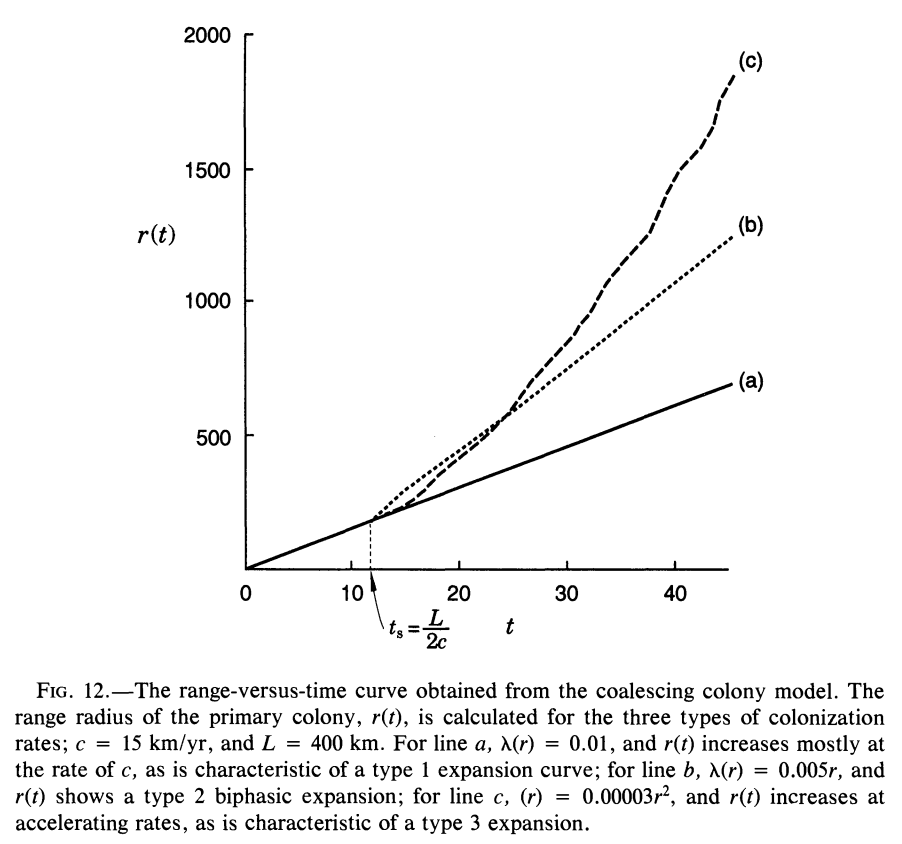 2000
(c)
1500
r(t)
(b)
1000
(a)
500
0
10
20
30
40
t_s = L/2c
t
FIG. 12.—The range-versus-time curve obtained from the coalescing colony model. The
range radius of the primary colony, r(t), is calculated for the three types of colonization
rates; c = 15 km/yr, and L = 400 km. For line a, λ(r) = 0.01, and r(t) increases mostly at
the rate of c, as is characteristic of a type 1 expansion curve; for line b, λ(r) = 0.005r, and
r(t) shows a type 2 biphasic expansion; for line c, (r) = 0.00003r², and r(t) increases at
accelerating rates, as is characteristic of a type 3 expansion.